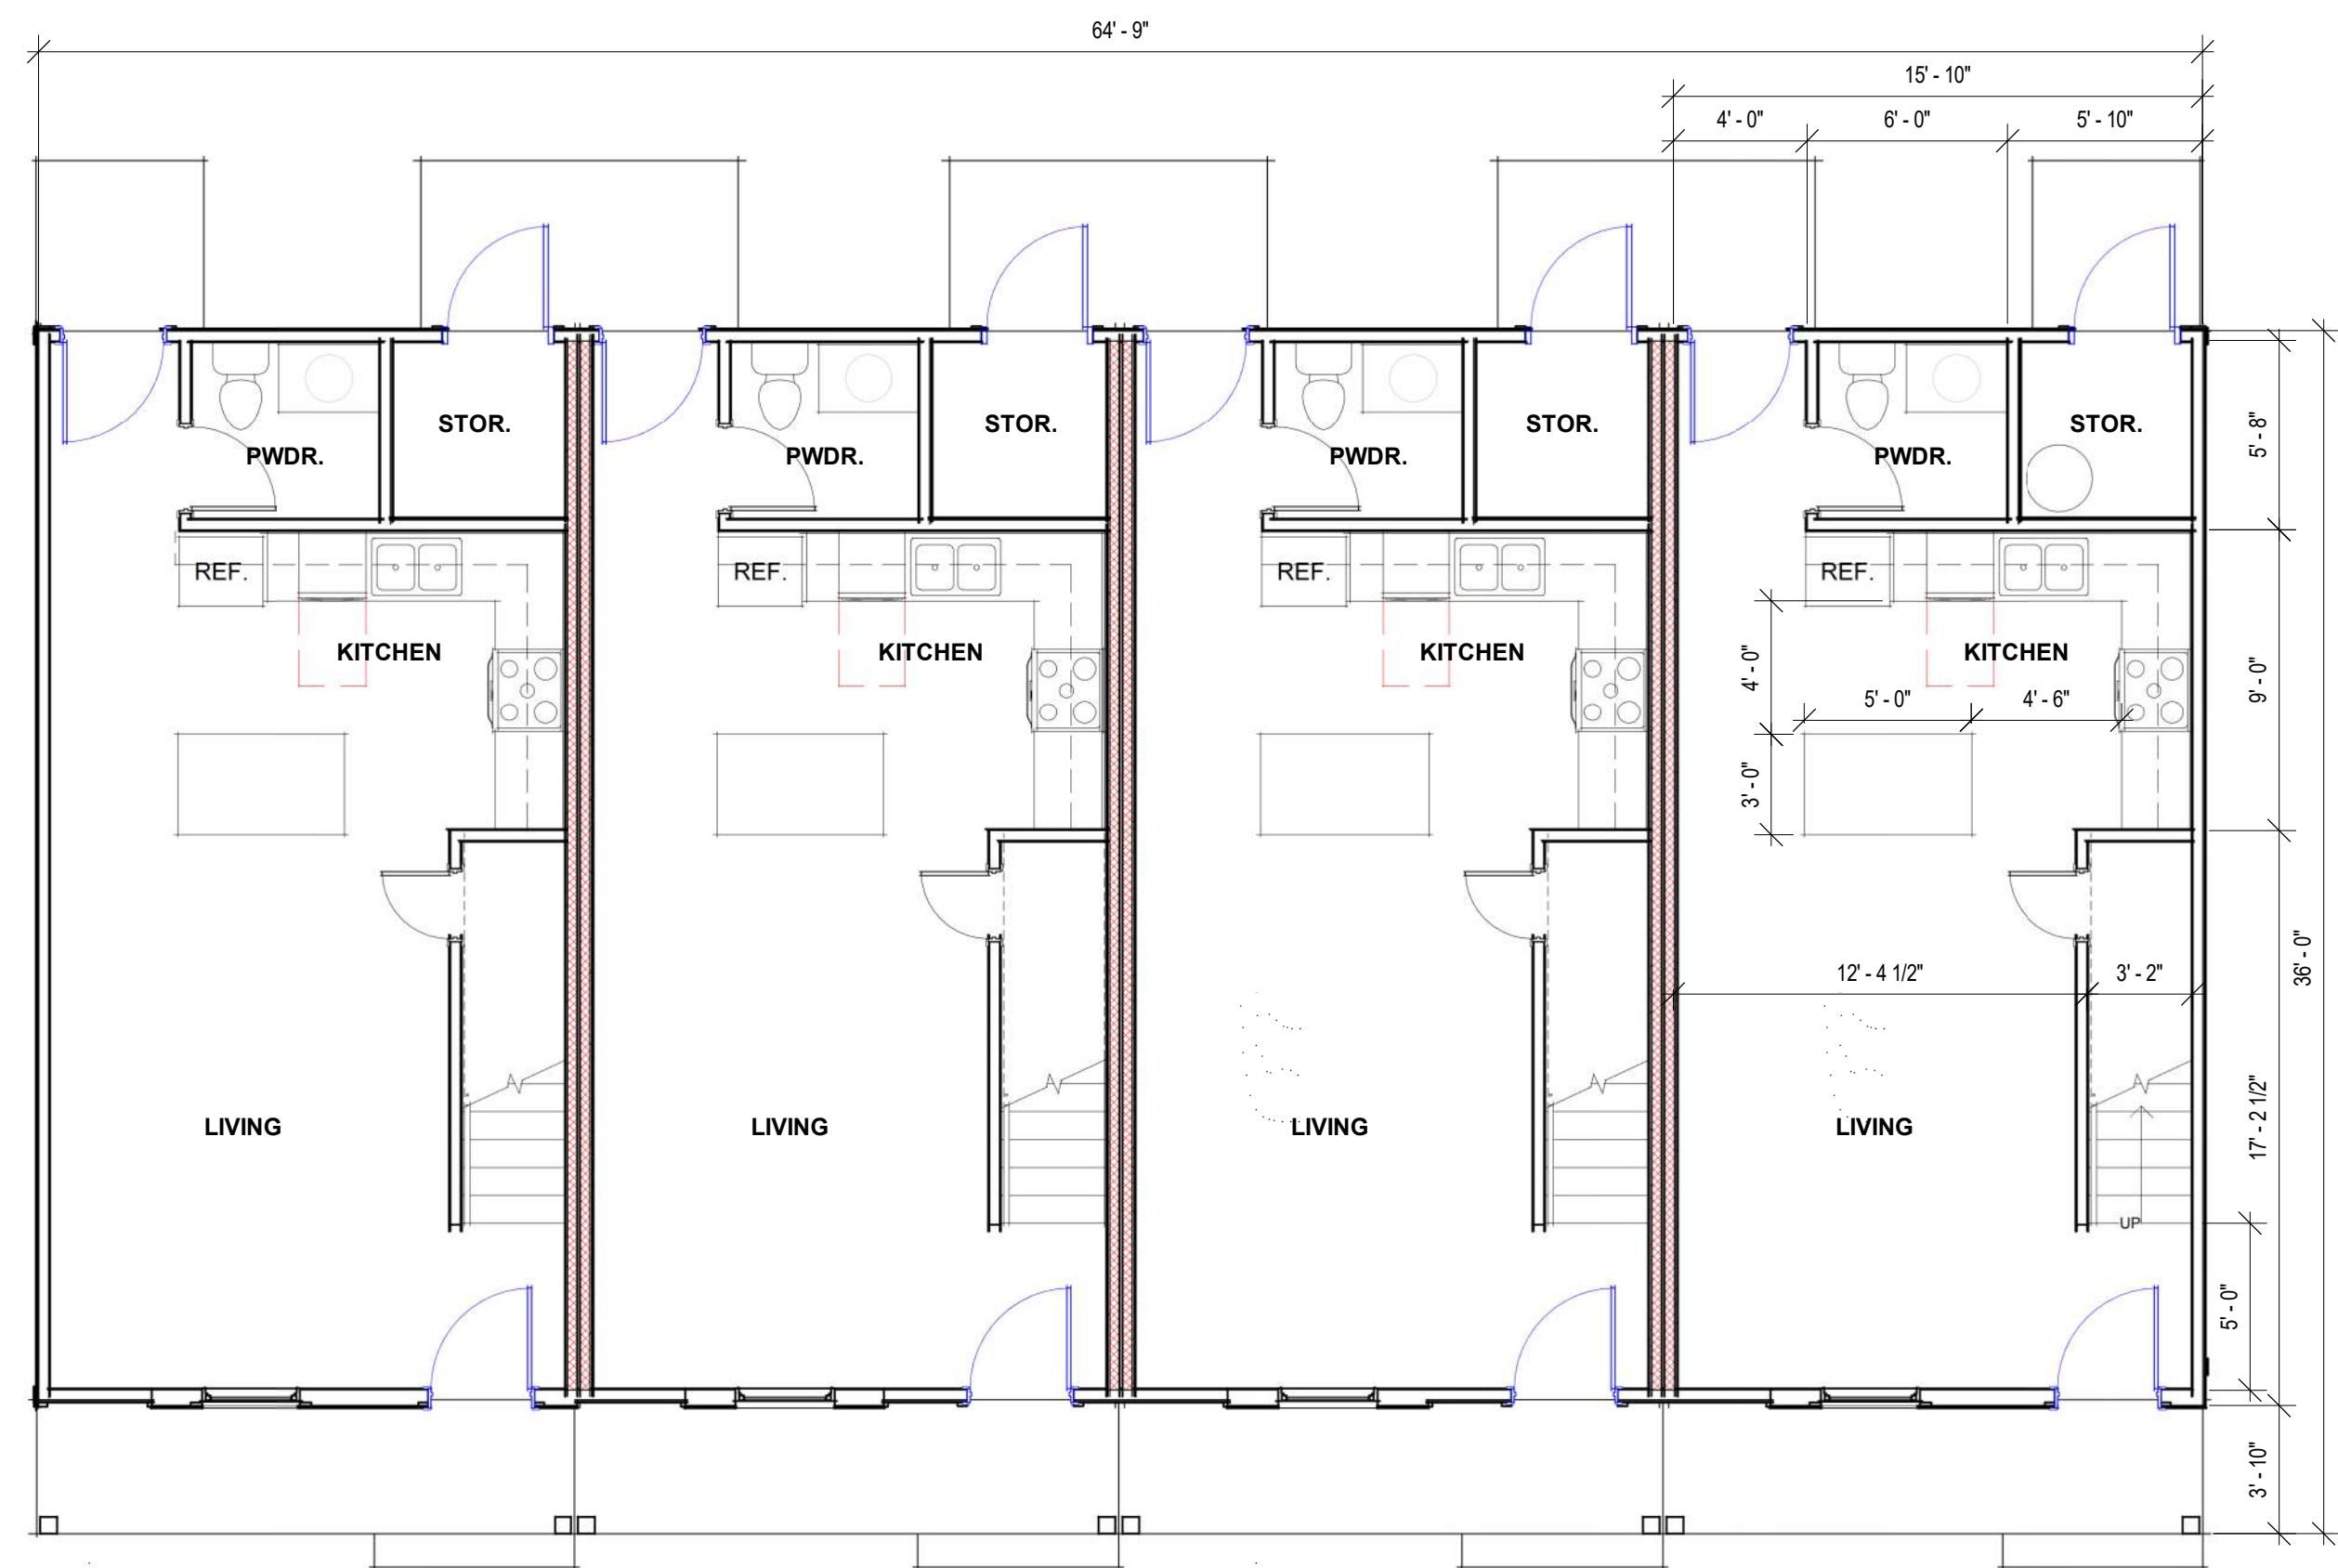 64' - 9"
15' - 10"
4' - 0"
6' - 0"
5' - 10"
STOR.
STOR.
STOR.
STOR.
5' - 8"
PWDR.
PWDR.
PWDR.
PWDR.
REF.
REF.
REF.
REF.
KITCHEN
KITCHEN
KITCHEN
KITCHEN
4' - 0"
9' - 0"
5' - 0"
4' - 6"
3' - 0"
36' - 0"
12' - 4 1/2"
3' - 2"
17' - 2 1/2"
LIVING
LIVING
LIVING
LIVING
UP
5' - 0"
3' - 10"